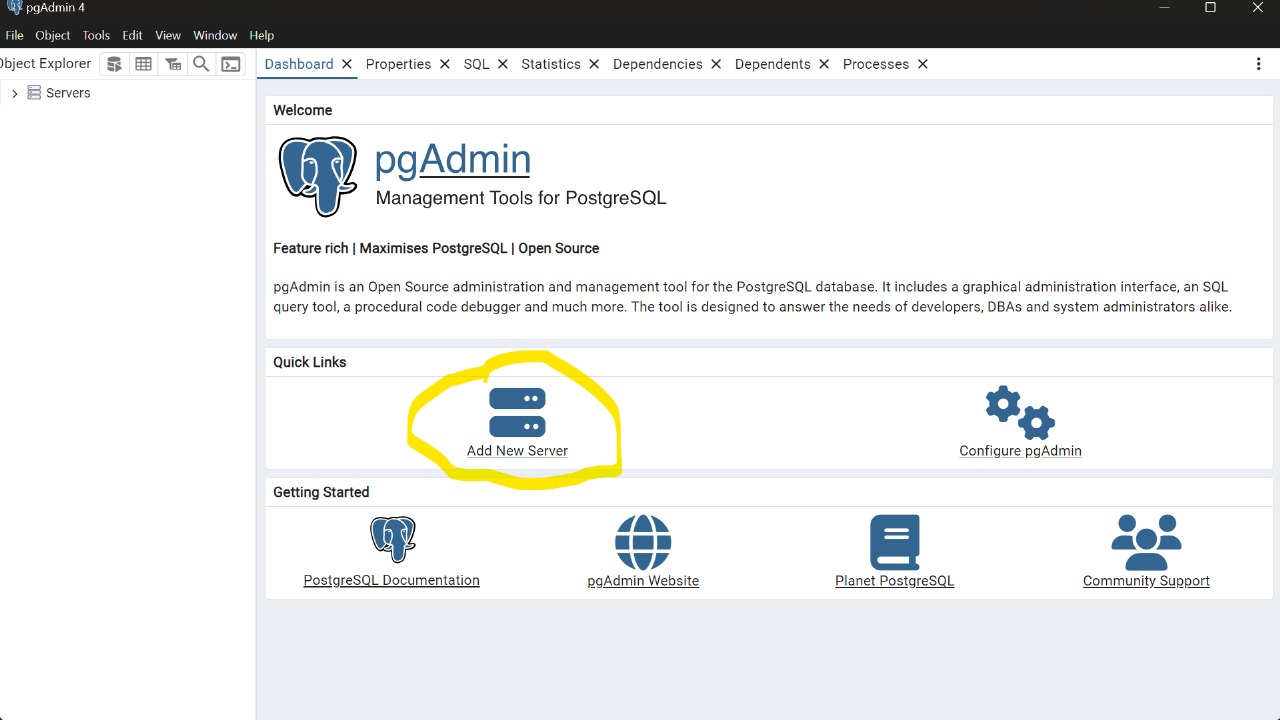 pgAdmin 4
File Object Tools Edit View Window Help
Object Explorer
Dashboard Properties SQL Statistics Dependencies Dependents Processes
Servers
Welcome
pgAdmin
Management Tools for PostgreSQL
Feature rich | Maximises PostgreSQL | Open Source
pgAdmin is an Open Source administration and management tool for the PostgreSQL database. It includes a graphical administration interface, an SQL
query tool, a procedural code debugger and much more. The tool is designed to answer the needs of developers, DBAs and system administrators alike.
Quick Links
Add New Server Configure pgAdmin
Getting Started
PostgreSQL Documentation pgAdmin Website Planet PostgreSQL Community Support